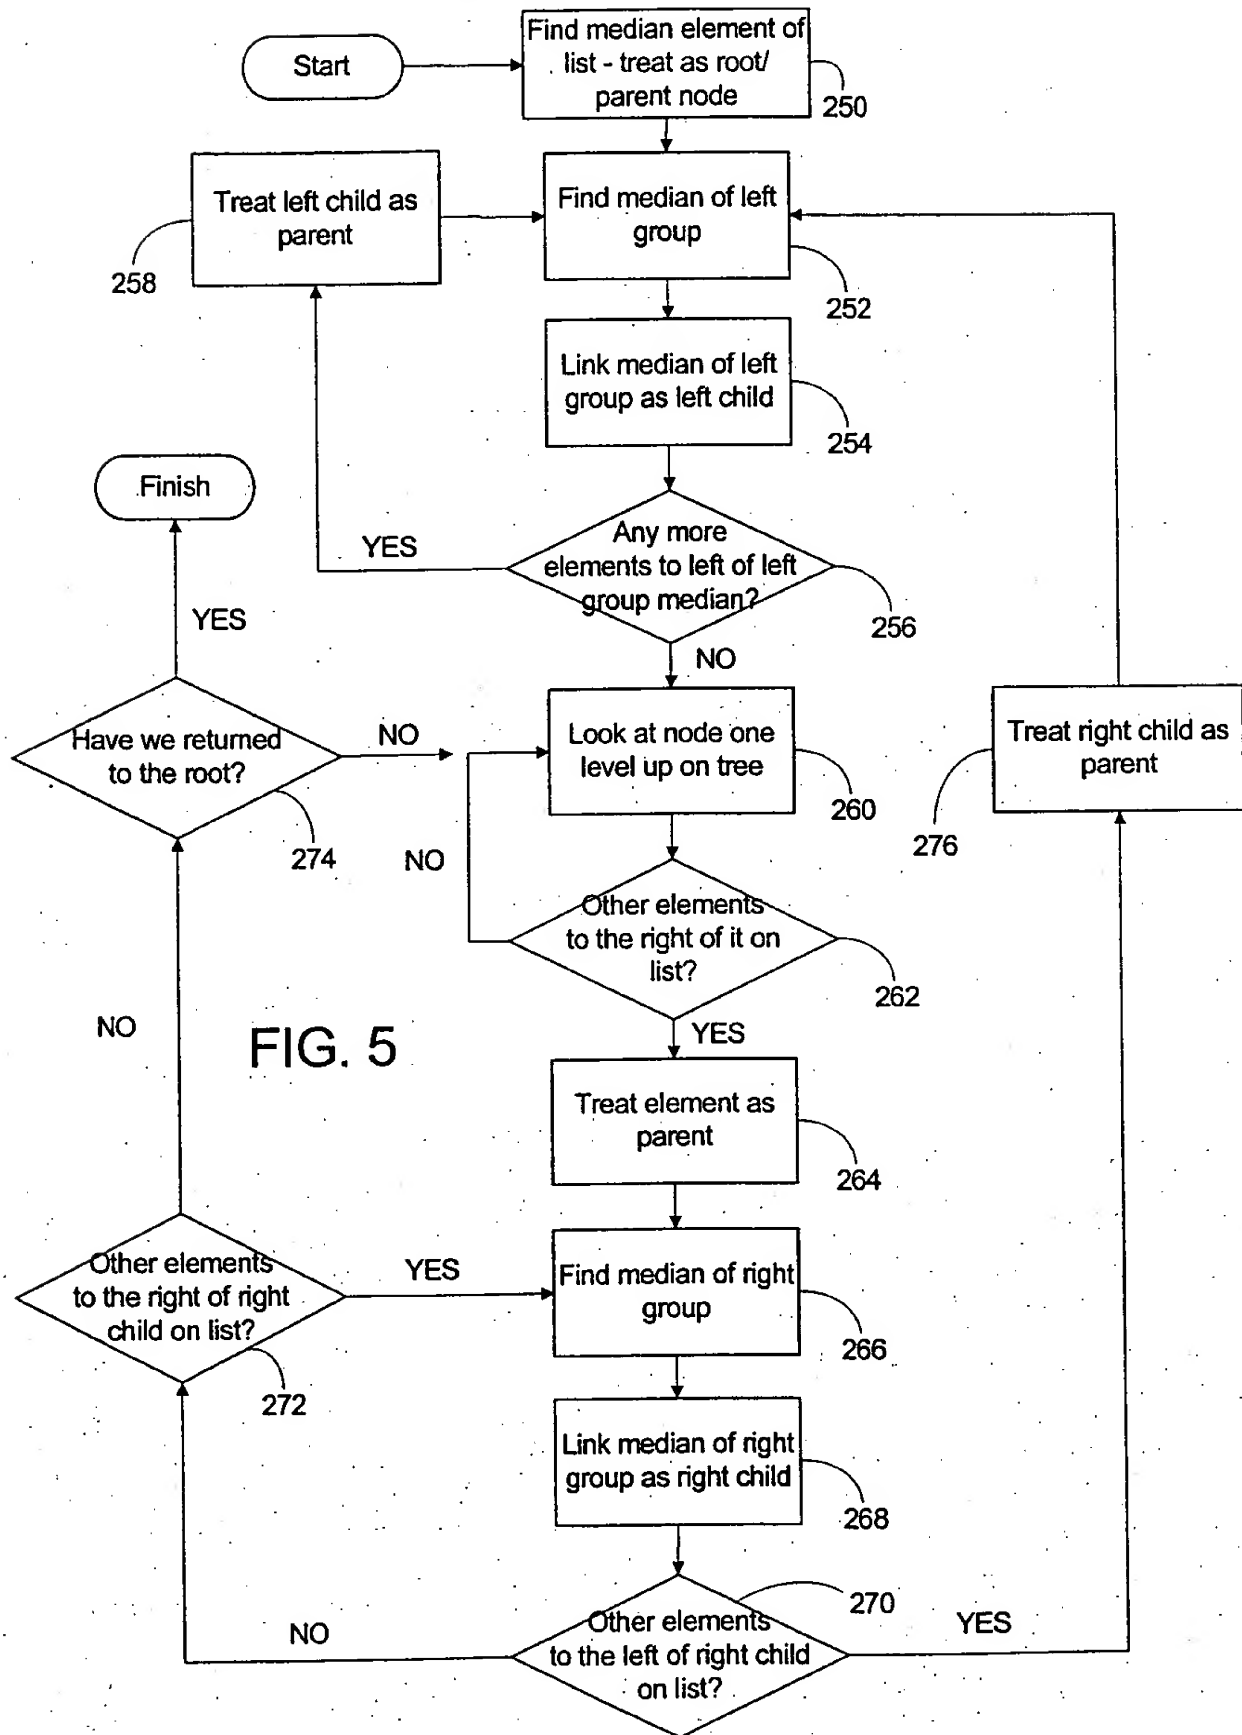 Start
Find median element of
list - treat as root/
parent node
250
Treat left child as
parent
258
Find median of left
group
252
Link median of left
group as left child
254
Finish
YES
Any more
elements to left of left
group median?
256
YES
NO
Have we returned
to the root?
274
NO
Look at node one
level up on tree
260
Treat right child as
parent
276
NO
Other elements
to the right of it on
list?
262
NO
FIG. 5
YES
Treat element as
parent
264
Other elements
to the right of right
child on list?
272
YES
Find median of right
group
266
Link median of right
group as right child
268
270
NO
Other elements
to the left of right child
on list?
YES